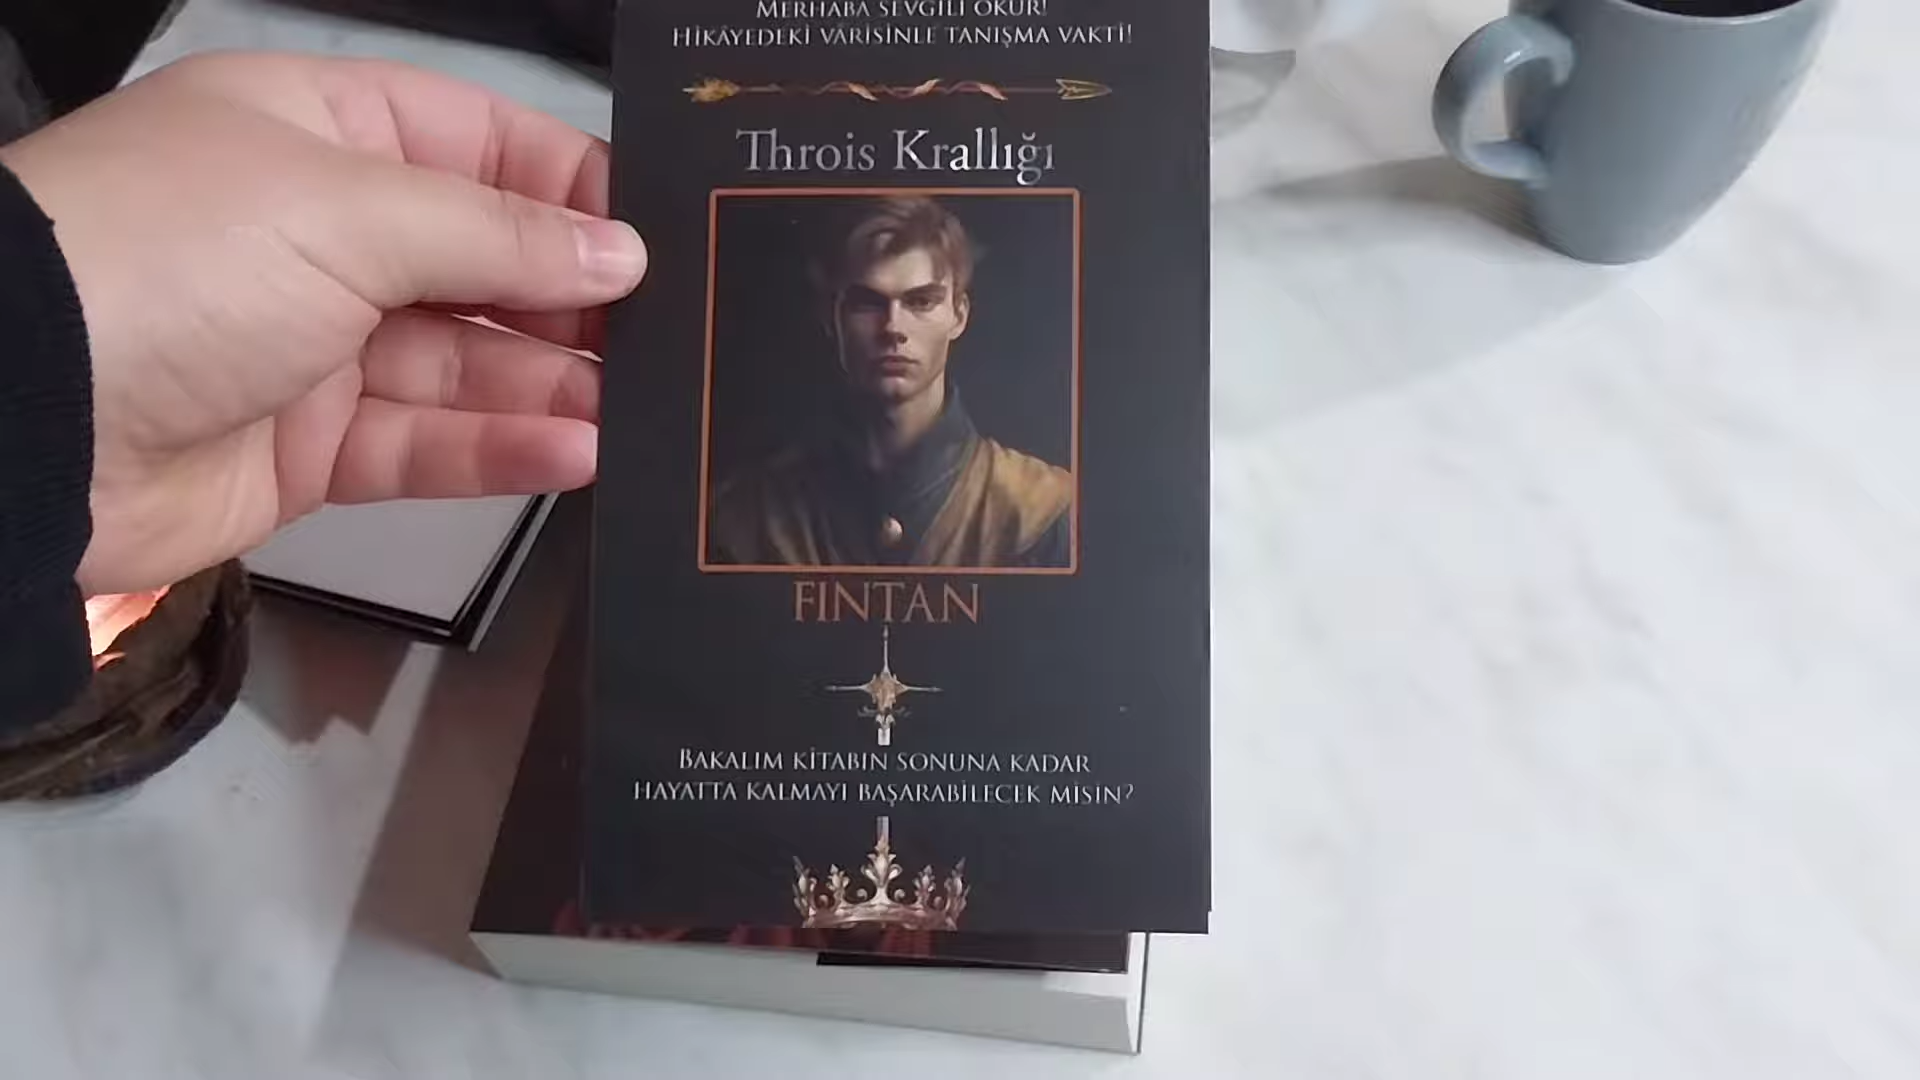 MERHABA SEVGİLİ OKUR!
HİKÂYEDEKİ VÂRİSİNLE TANIŞMA VAKTİ!
Throis Krallığı
FINTAN
BAKALIM KİTABIN SONUNA KADAR
HAYATTA KALMAYI BAŞARABİLECEK MİSİN?